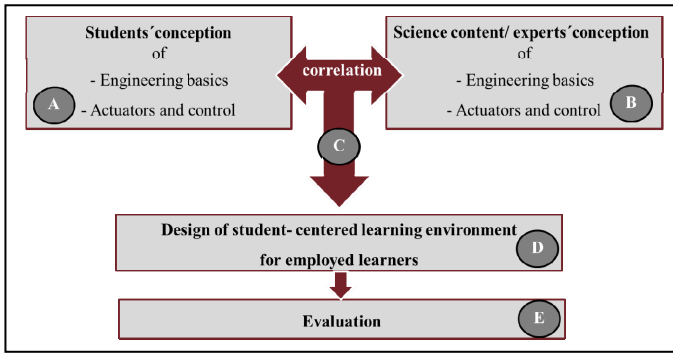 Students´conception
of
- Engineering basics
- Actuators and control
A
correlation
Science content/ experts´conception
of
- Engineering basics
- Actuators and control
B
C
Design of student- centered learning environment
for employed learners
D
Evaluation
E